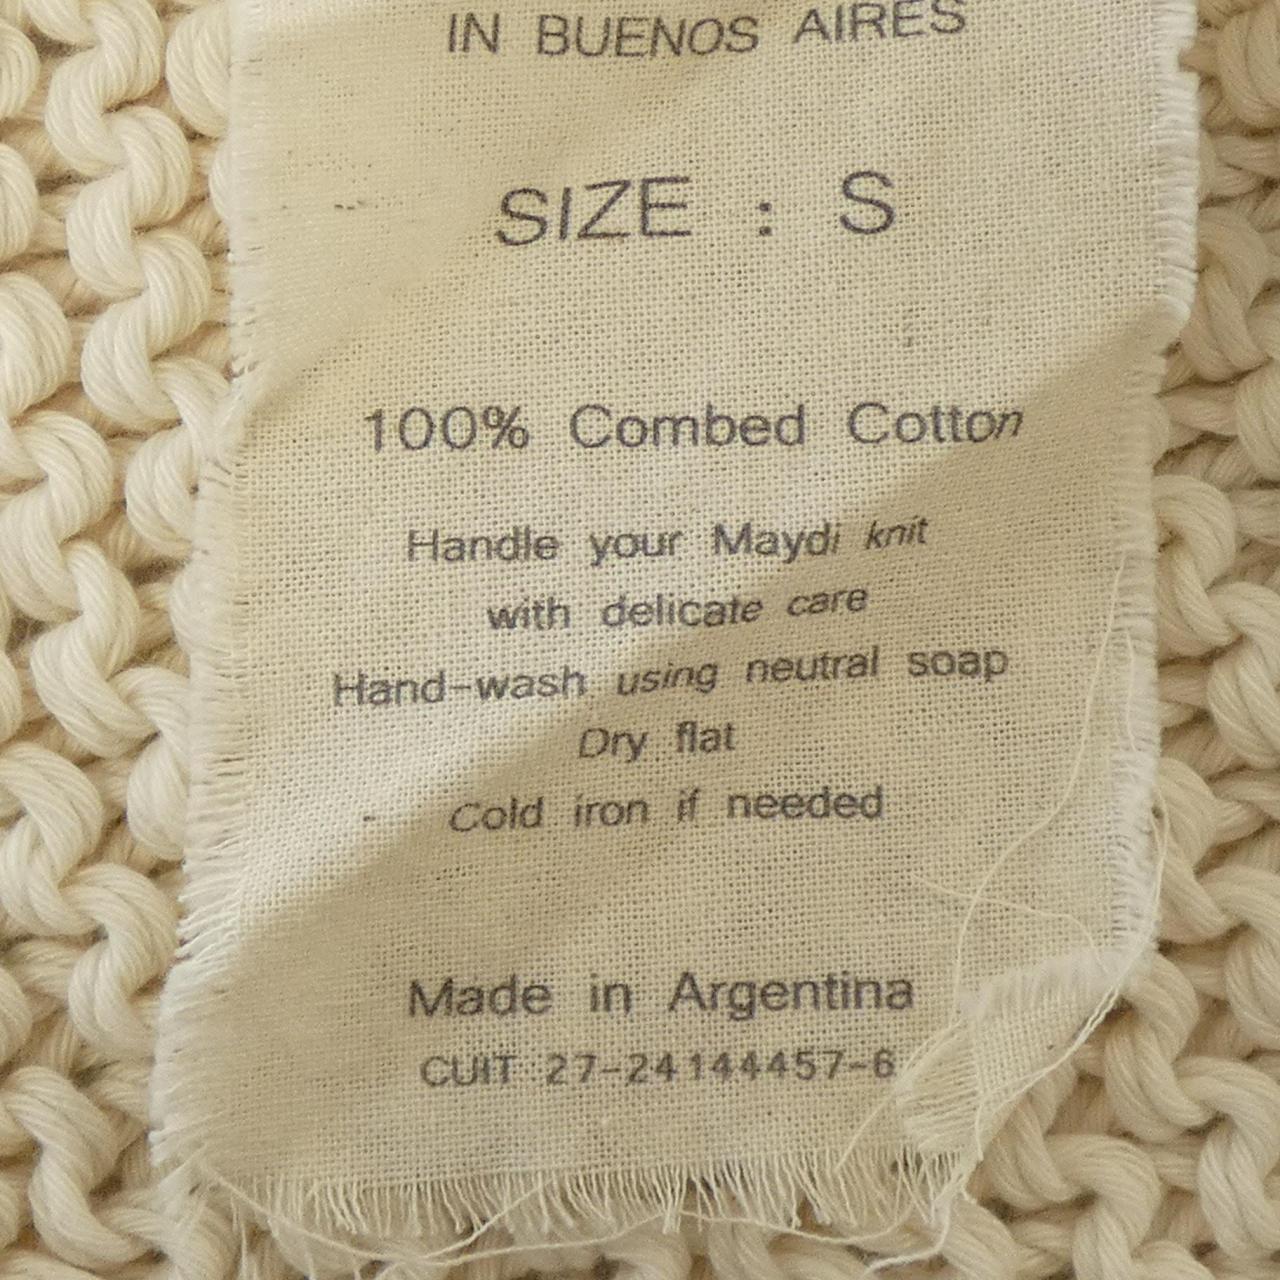 IN BUENOS AIRES
SIZE : S
100% Combed Cotton
Handle your Maydi knit
with delicate care
Hand-wash using neutral soap
Dry flat
Cold iron if needed
Made in Argentina
CUIT 27-24144457-6